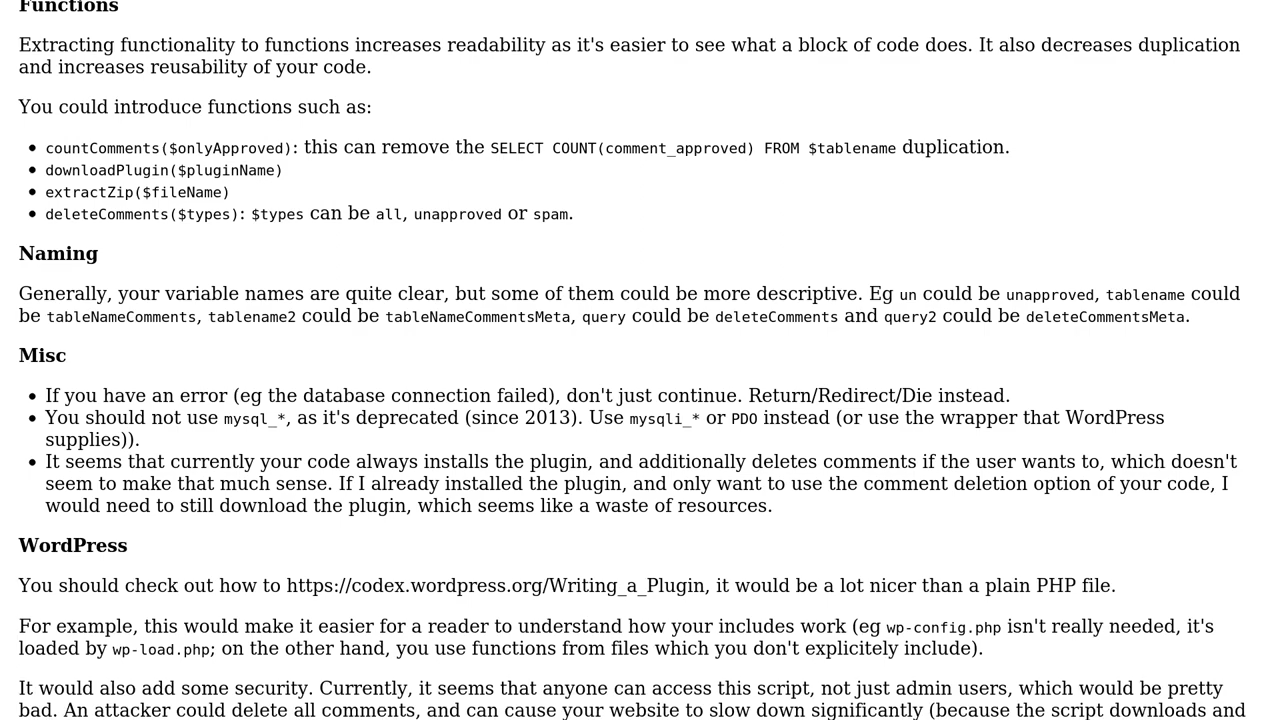 Functions
Extracting functionality to functions increases readability as it's easier to see what a block of code does. It also decreases duplication
and increases reusability of your code.
You could introduce functions such as:
• countComments($onlyApproved): this can remove the SELECT COUNT(comment_approved) FROM $tablename duplication.
• downloadPlugin($pluginName)
• extractZip($fileName)
• deleteComments($types): $types can be all, unapproved or spam.
Naming
Generally, your variable names are quite clear, but some of them could be more descriptive. Eg un could be unapproved, tablename could
be tableNameComments, tablename2 could be tableNameCommentsMeta, query could be deleteComments and query2 could be deleteCommentsMeta.
Misc
• If you have an error (eg the database connection failed), don't just continue. Return/Redirect/Die instead.
• You should not use mysql_*, as it's deprecated (since 2013). Use mysqli_* or PDO instead (or use the wrapper that WordPress
supplies)).
• It seems that currently your code always installs the plugin, and additionally deletes comments if the user wants to, which doesn't
seem to make that much sense. If I already installed the plugin, and only want to use the comment deletion option of your code, I
would need to still download the plugin, which seems like a waste of resources.
WordPress
You should check out how to https://codex.wordpress.org/Writing_a_Plugin, it would be a lot nicer than a plain PHP file.
For example, this would make it easier for a reader to understand how your includes work (eg wp-config.php isn't really needed, it's
loaded by wp-load.php; on the other hand, you use functions from files which you don't explicitely include).
It would also add some security. Currently, it seems that anyone can access this script, not just admin users, which would be pretty
bad. An attacker could delete all comments, and can cause your website to slow down significantly (because the script downloads and